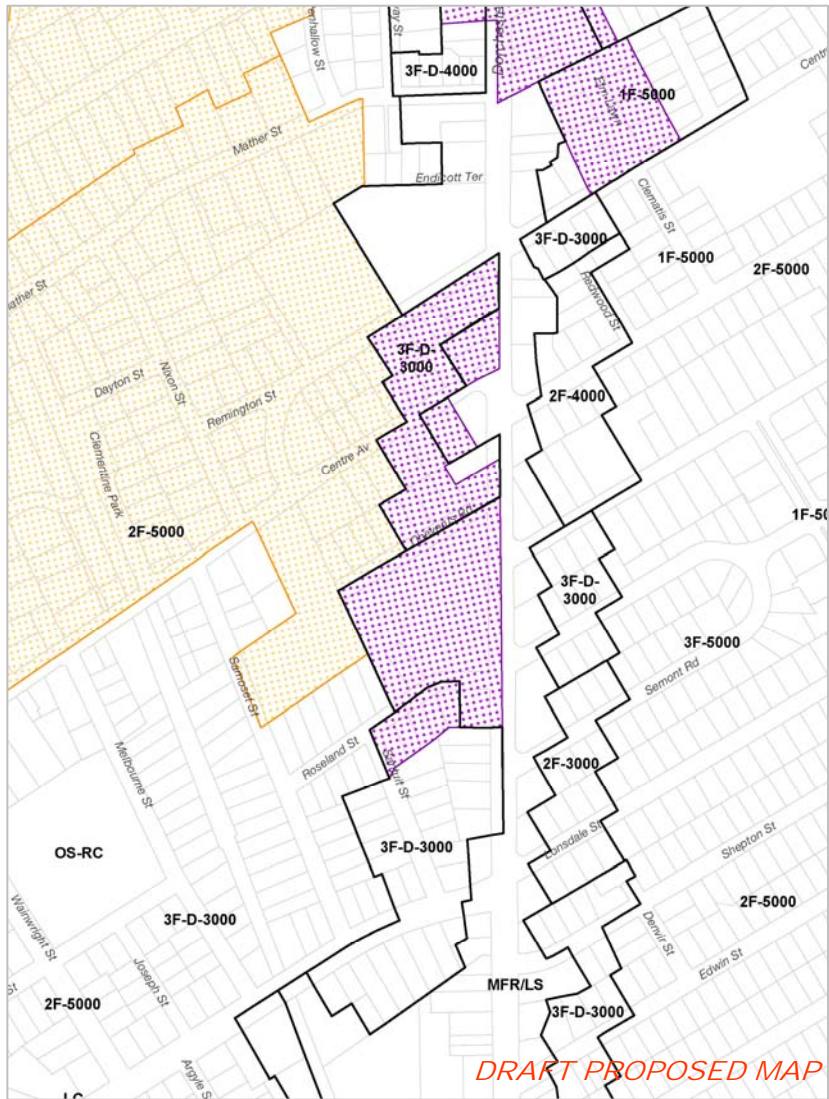 3F-D-4000
1F-5000
Mather St
Endicott Ter
Clematis St
3F-D-3000
1F-5000
2F-5000
Redwood St
3F-D-
3000
Dayton St
Nixon St
Remington St
2F-4000
Centre Av
Clementine Park
2F-5000
3F-D-
3000
3F-5000
Semont Rd
Somoset St
Roseland St
Melbourne St
2F-3000
3F-D-3000
Lonsdale St
Shepton St
OS-RC
Wainwright St
3F-D-3000
2F-5000
Denvir St
Edwin St
Joseph St
2F-5000
MFR/LS
3F-D-3000
DRAFT PROPOSED MAP